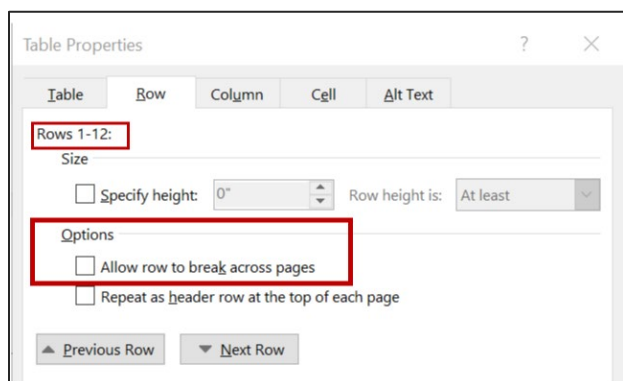 Table Properties ?
Table Row Column Cell Alt Text
Rows 1-12:
Size
Specify height: 0" Row height is: At least
Options
Allow row to break across pages
Repeat as header row at the top of each page
Previous Row Next Row